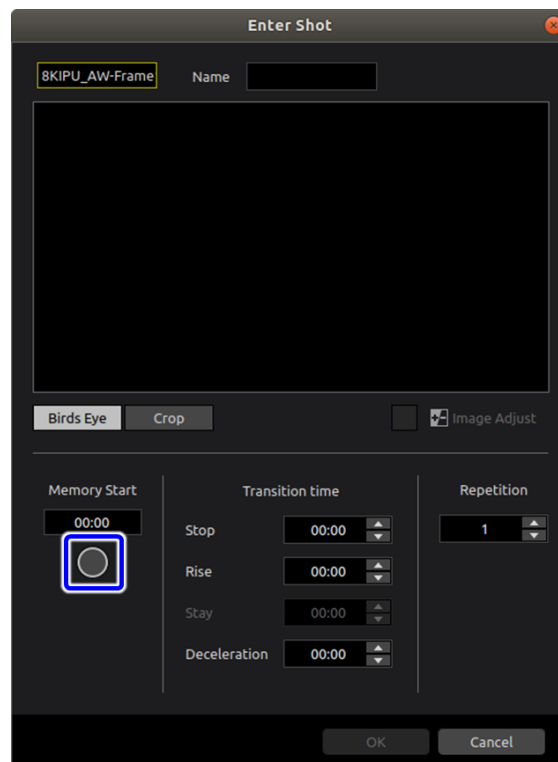 Enter Shot
8KIPU_AW-Frame Name
Birds Eye Crop Image Adjust
Memory Start Transition time Repetition
00:00 Stop 00:00 1
Rise 00:00
Stay 00:00
Deceleration 00:00
OK Cancel